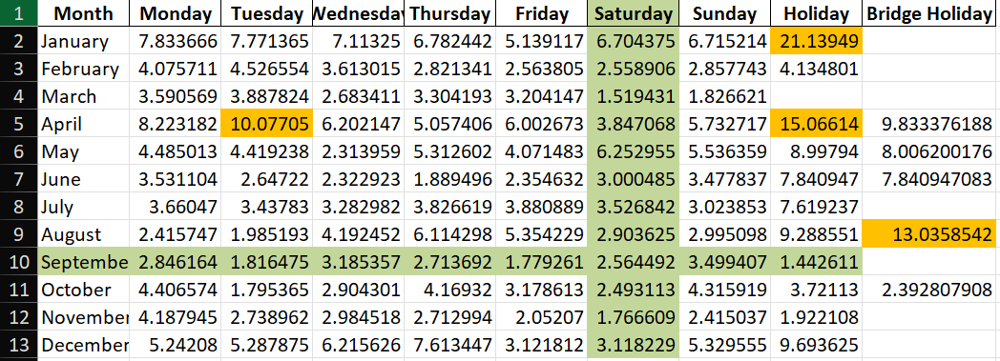 1 Month Monday Tuesday Wednesday Thursday Friday Saturday Sunday Holiday Bridge Holiday
2 January 7.833666 7.771365 7.11325 6.782442 5.139117 6.704375 6.715214 21.13949
3 February 4.075711 4.526554 3.613015 2.821341 2.563805 2.558906 2.857743 4.134801
4 March 3.590569 3.887824 2.683411 3.304193 3.204147 1.519431 1.826621
5 April 8.223182 10.07705 6.202147 5.057406 6.002673 3.847068 5.732717 15.06614 9.833376188
6 May 4.485013 4.419238 2.313959 5.312602 4.071483 6.252955 5.536359 8.99794 8.006200176
7 June 3.531104 2.64722 2.322923 1.889496 2.354632 3.000485 3.477837 7.840947 7.840947083
8 July 3.66047 3.43783 3.282982 3.826619 3.880889 3.526842 3.023853 7.619237
9 August 2.415747 1.985193 4.192452 6.114298 5.354229 2.903625 2.995098 9.288551 13.0358542
10 Septembe 2.846164 1.816475 3.185357 2.713692 1.779261 2.564492 3.499407 1.442611
11 October 4.406574 1.795365 2.904301 4.16932 3.178613 2.493113 4.315919 3.72113 2.392807908
12 November 4.187945 2.738962 2.984518 2.712994 2.05207 1.766609 2.415037 1.922108
13 December 5.24208 5.287875 6.215626 7.613447 3.121812 3.118229 5.329555 9.693625